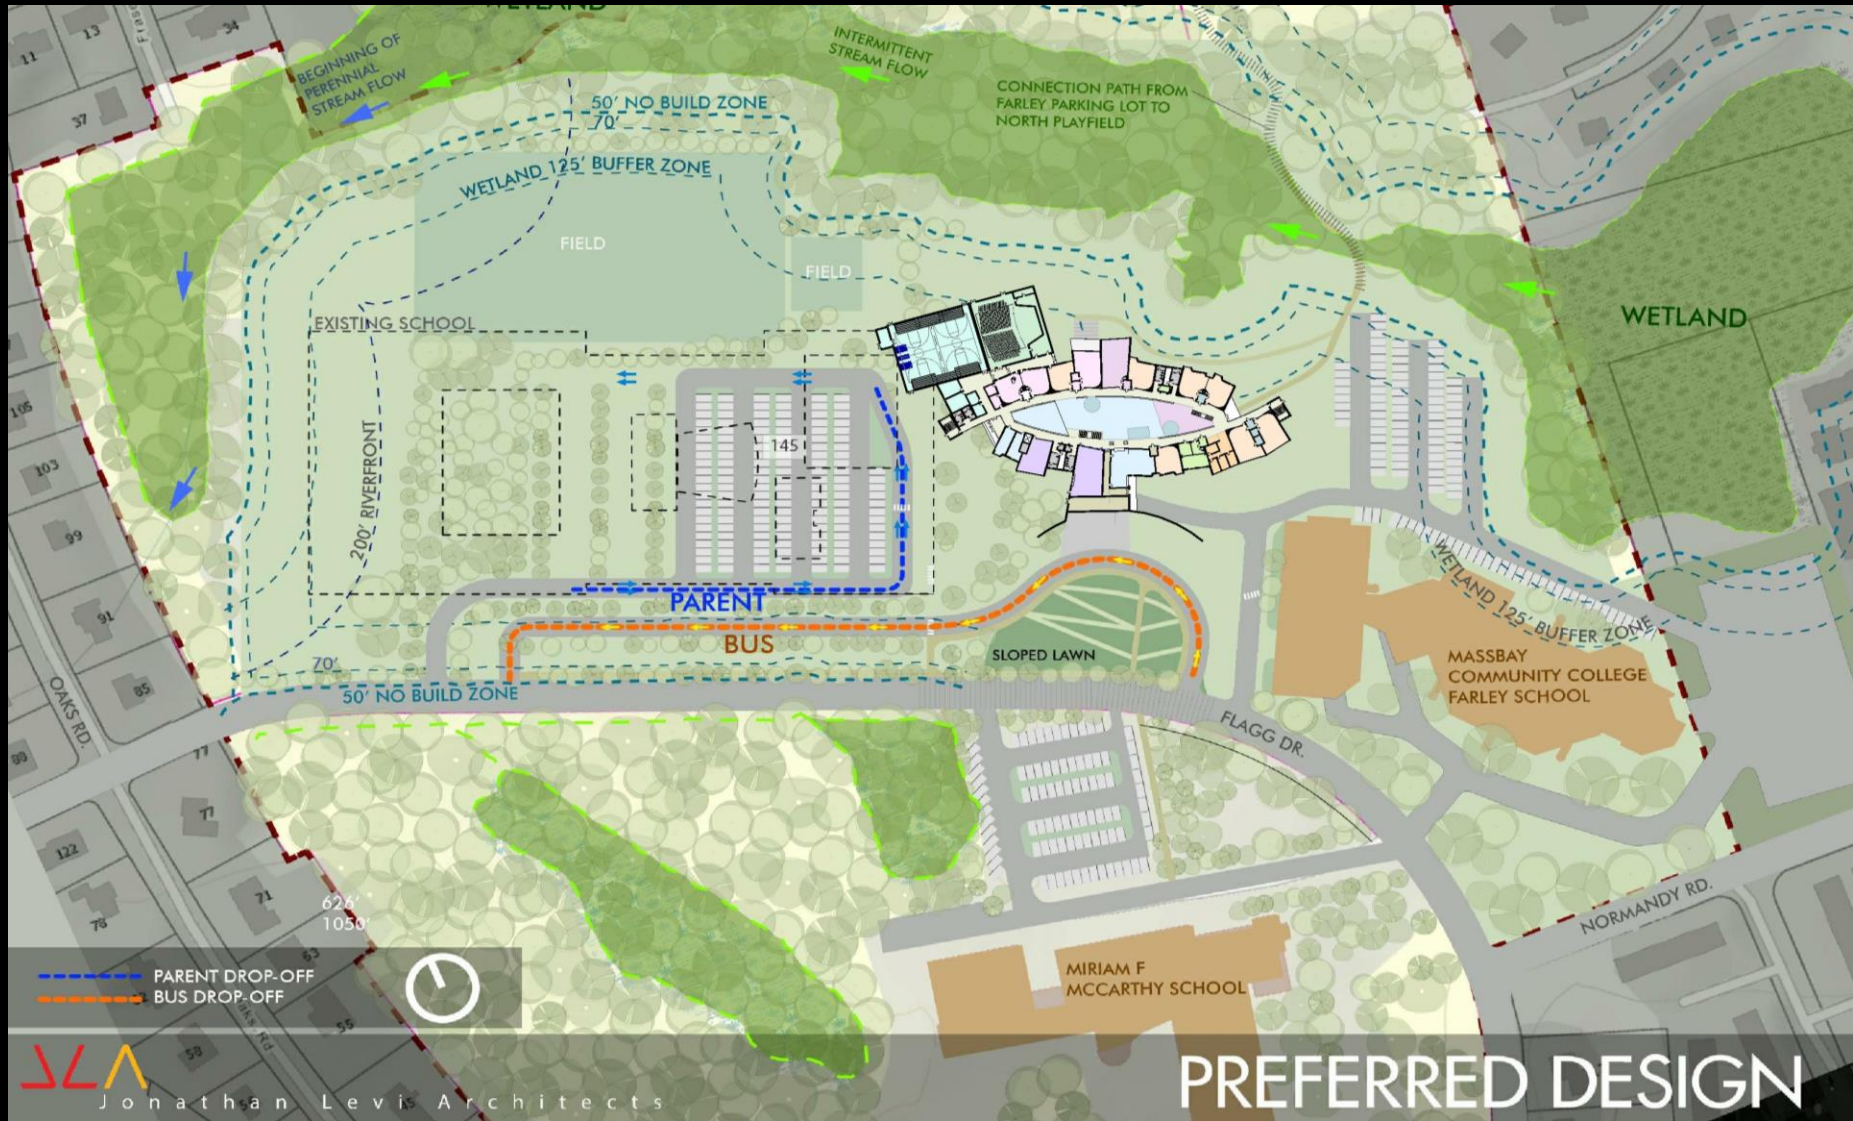 WETLAND
11
13
34
37
BEGINNING OF
PERENNIAL
STREAM FLOW
INTERMITTENT
STREAM FLOW
CONNECTION PATH FROM
FARLEY PARKING LOT TO
NORTH PLAYFIELD
50' NO BUILD ZONE
70'
WETLAND 125' BUFFER ZONE
FIELD
FIELD
WETLAND
EXISTING SCHOOL
105
103
99
91
85
200' RIVERFRONT
145
PARENT
BUS
SLOPED LAWN
WETLAND 125' BUFFER ZONE
MASSBAY
COMMUNITY COLLEGE
FARLEY SCHOOL
70'
50' NO BUILD ZONE
OAKS RD.
FLAGG DR.
NORMANDY RD.
77
77
122
71
78
63
55
58
626'
1050'
MIRIAM F
MCCARTHY SCHOOL
PARENT DROP-OFF
BUS DROP-OFF
JLA
Jonathan Levi Architects
PREFERRED DESIGN